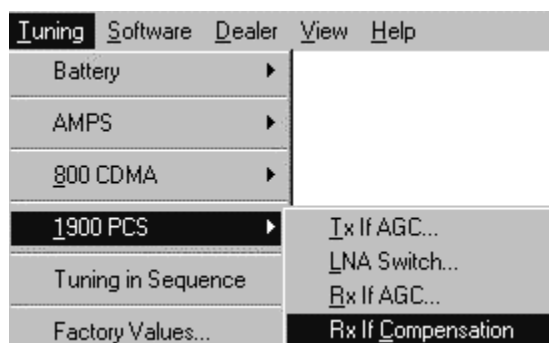 Tuning Software Dealer View Help
Battery
AMPS
800 CDMA
1900 PCS
Tx If AGC...
LNA Switch...
Tuning in Sequence
Rx If AGC...
Factory Values...
Rx If Compensation